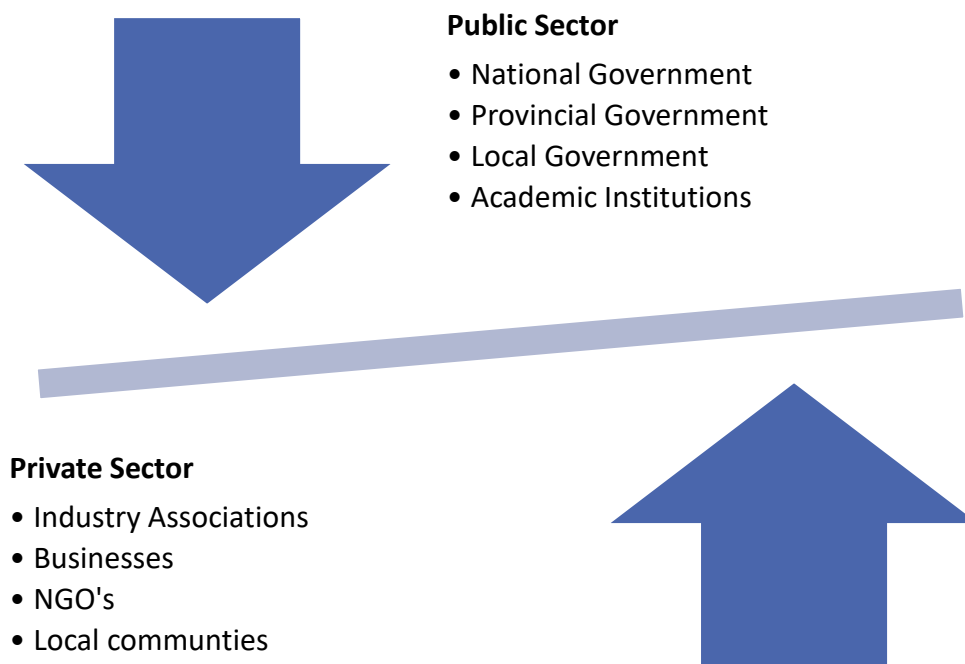 Public Sector
• National Government
• Provincial Government
• Local Government
• Academic Institutions
Private Sector
• Industry Associations
• Businesses
• NGO's
• Local communties